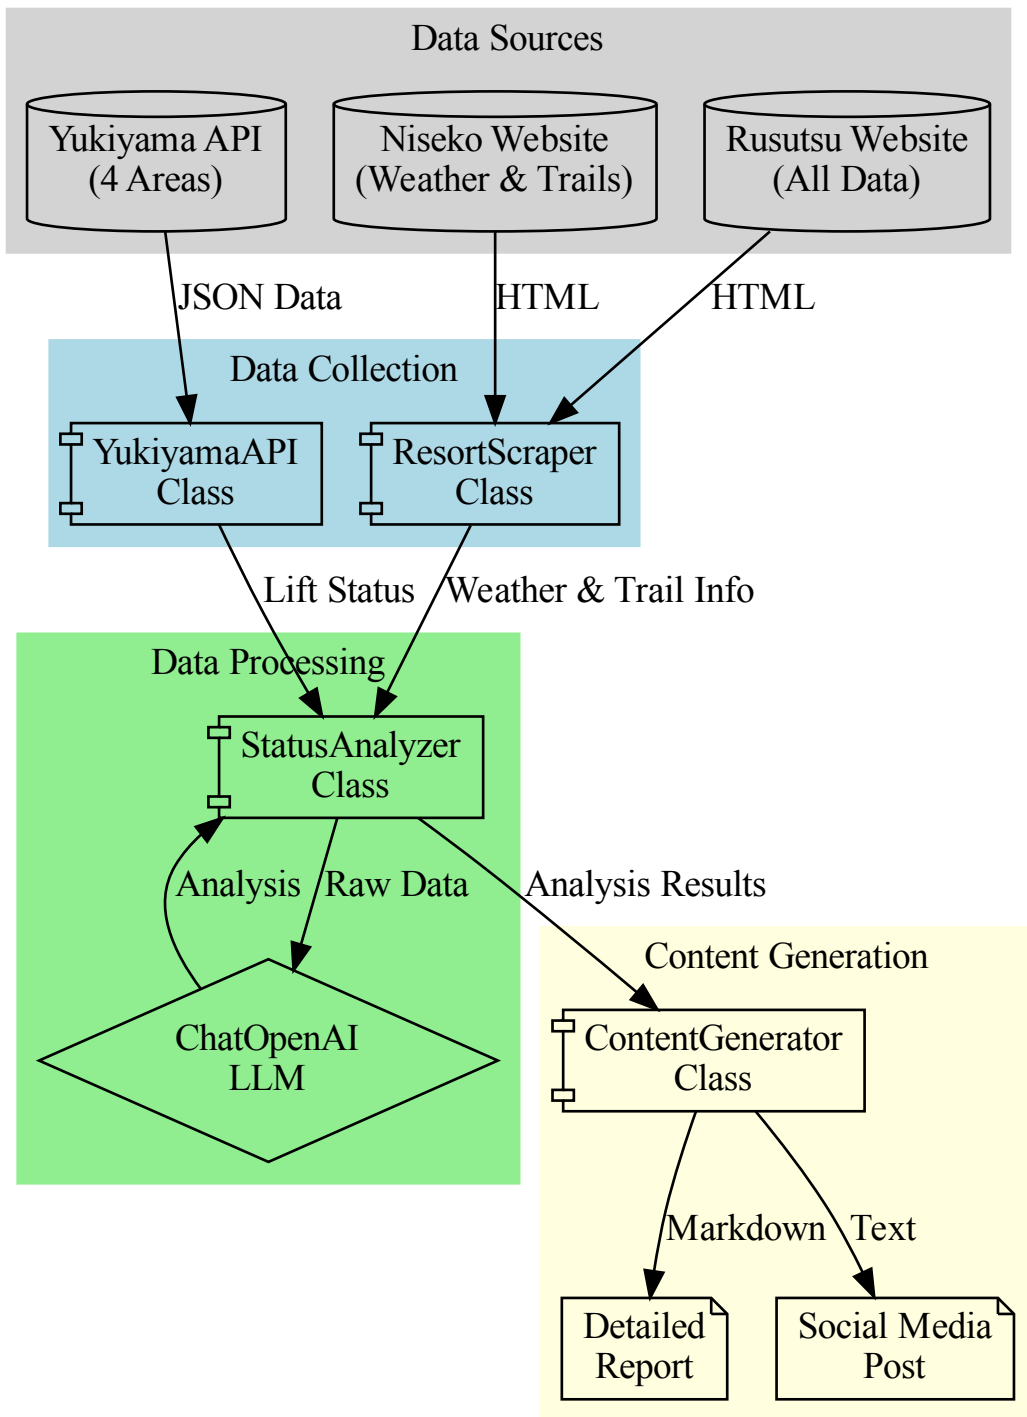 Data Sources
Yukiyama API
(4 Areas)
Niseko Website
(Weather & Trails)
Rusutsu Website
(All Data)
JSON Data
HTML
HTML
Data Collection
YukiyamaAPI
Class
ResortScraper
Class
Lift Status
Weather & Trail Info
Data Processing
StatusAnalyzer
Class
Analysis
Raw Data
Analysis Results
ChatOpenAI
LLM
Content Generation
ContentGenerator
Class
Markdown
Text
Detailed
Report
Social Media
Post